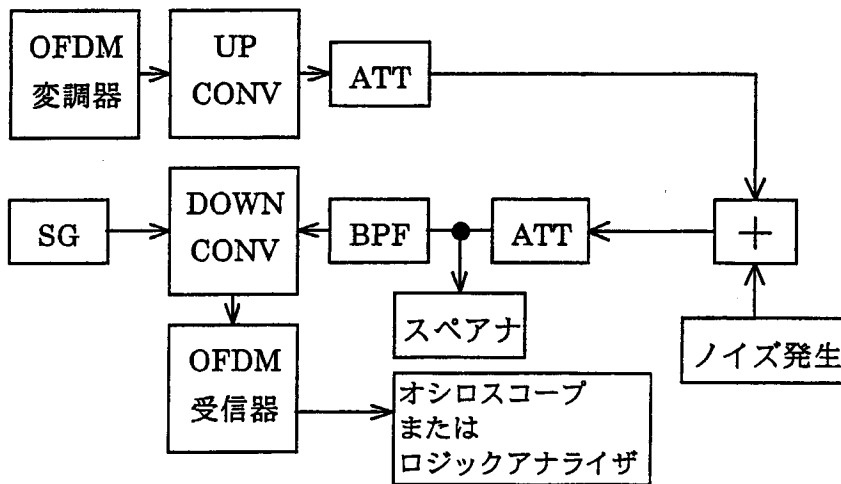 OFDM
変調器
UP
CONV
ATT
SG
DOWN
CONV
BPF
ATT
+
スペアナ
ノイズ発生
OFDM
受信器
オシロスコープ
または
ロジックアナライザ